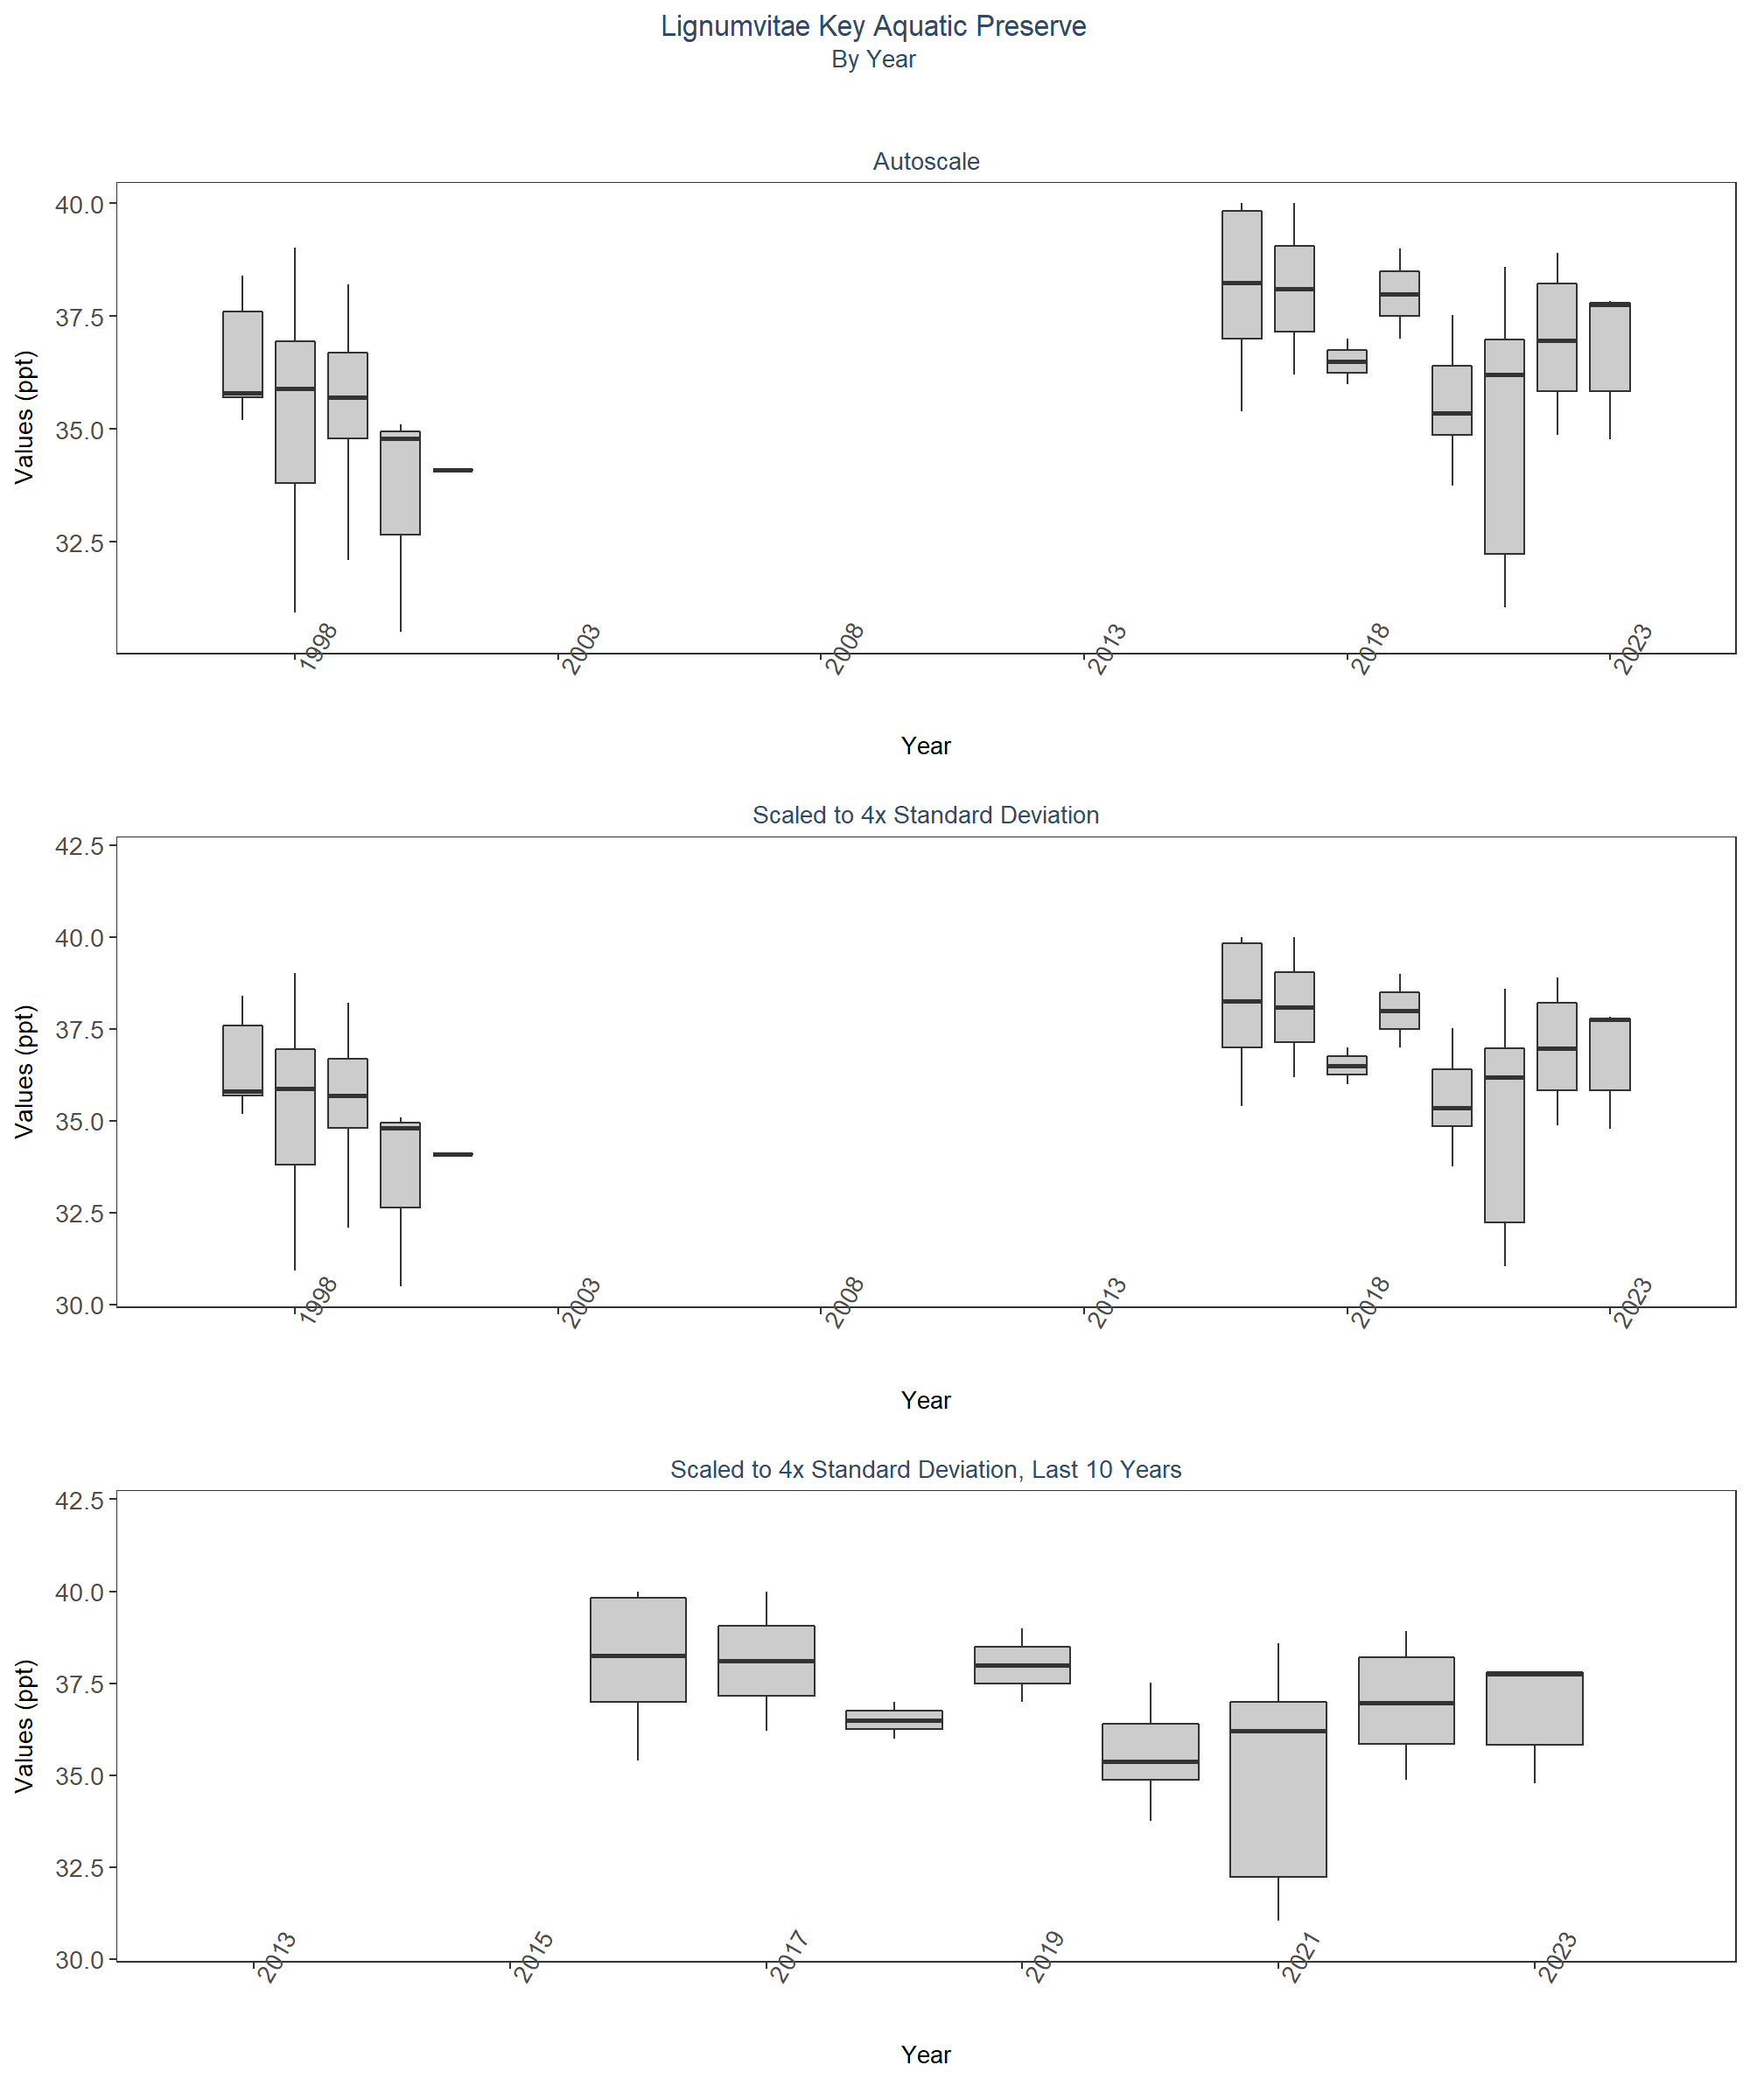 Lignumvitae Key Aquatic Preserve
By Year
Autoscale
40.0
37.5
35.0
32.5
Values (ppt)
1998 2003 2008 2013 2018 2023
Year
Scaled to 4x Standard Deviation
42.5
40.0
37.5
35.0
32.5
30.0
Values (ppt)
1998 2003 2008 2013 2018 2023
Year
Scaled to 4x Standard Deviation, Last 10 Years
42.5
40.0
37.5
35.0
32.5
30.0
Values (ppt)
2013 2015 2017 2019 2021 2023
Year